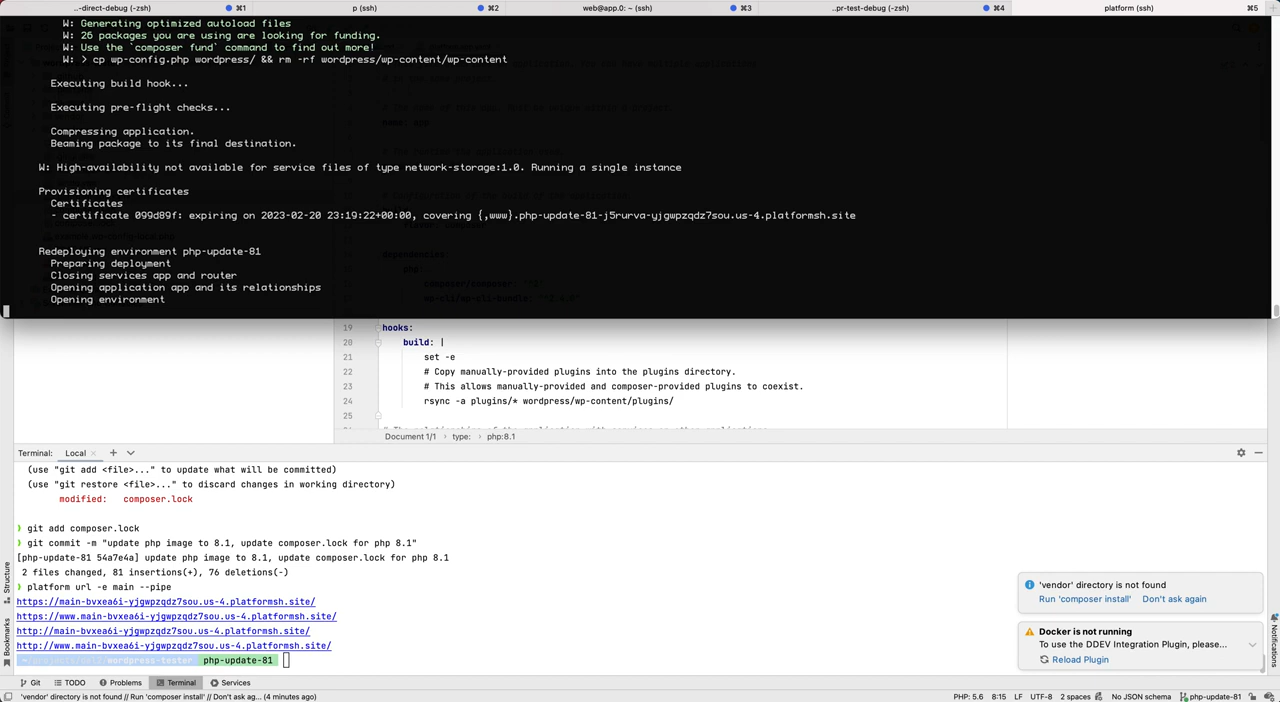 ..-direct-debug (-zsh) ⌘1 p (ssh) ⌘2 web@app.0: ~ (ssh) ⌘3 ..pr-test-debug (-zsh) ⌘4 platform (ssh) ⌘5
W: Generating optimized autoload files
W: 26 packages you are using are looking for funding.
W: Use the `composer fund` command to find out more!
W: > cp wp-config.php wordpress/ && rm -rf wordpress/wp-content/wp-content
Executing build hook...
Executing pre-flight checks...
Compressing application.
Beaming package to its final destination.
W: High-availability not available for service files of type network-storage:1.0. Running a single instance
Provisioning certificates
Certificates
- certificate 099d89f: expiring on 2023-02-20 23:19:22+00:00, covering {,www}.php-update-81-j5rurva-yjgwpzqdz7sou.us-4.platformsh.site
Redeploying environment php-update-81
Preparing deployment
Closing services app and router
Opening application app and its relationships
Opening environment
19 hooks:
20 build: |
21 set -e
22 # Copy manually-provided plugins into the plugins directory.
23 # This allows manually-provided and composer-provided plugins to coexist.
24 rsync -a plugins/* wordpress/wp-content/plugins/
25
Document 1/1 › type: › php:8.1
Terminal: Local × +
(use "git add <file>..." to update what will be committed)
(use "git restore <file>..." to discard changes in working directory)
modified: composer.lock
❯ git add composer.lock
❯ git commit -m "update php image to 8.1, update composer.lock for php 8.1"
[php-update-81 54a7e4a] update php image to 8.1, update composer.lock for php 8.1
2 files changed, 81 insertions(+), 76 deletions(-)
❯ platform url -e main --pipe
https://main-bvxea6i-yjgwpzqdz7sou.us-4.platformsh.site/
https://www.main-bvxea6i-yjgwpzqdz7sou.us-4.platformsh.site/
http://main-bvxea6i-yjgwpzqdz7sou.us-4.platformsh.site/
http://www.main-bvxea6i-yjgwpzqdz7sou.us-4.platformsh.site/
php-update-81
'vendor' directory is not found
Run 'composer install' Don't ask again
Docker is not running
To use the DDEV Integration Plugin, please...
Reload Plugin
Structure
Bookmarks
Notifications
Git TODO Problems Terminal Services
'vendor' directory is not found // Run 'composer install' // Don't ask ag... (4 minutes ago) PHP: 5.6 8:15 LF UTF-8 2 spaces No JSON schema php-update-81